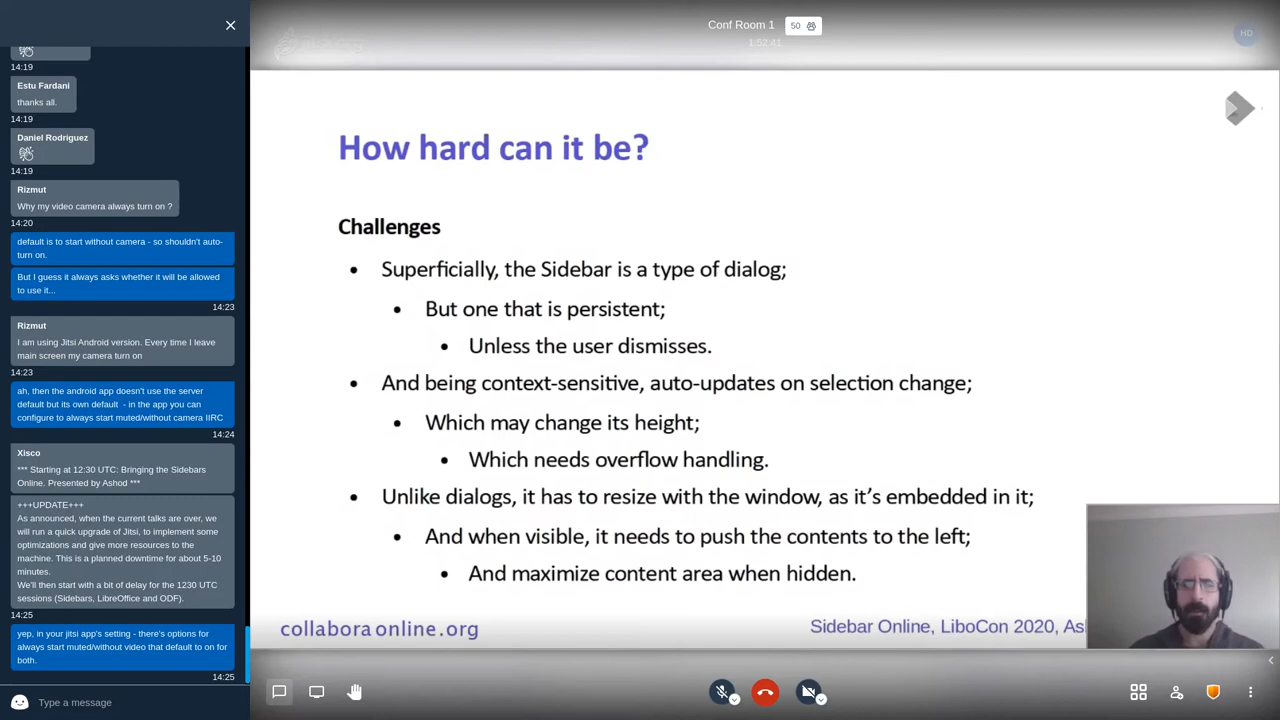 14:19
Estu Fardani
thanks all.
14:19
Daniel Rodriguez
14:19
Rizmut
Why my video camera always turn on ?
14:20
default is to start without camera - so shouldn't auto-
turn on.
But I guess it always asks whether it will be allowed
to use it...
14:23
Rizmut
I am using Jitsi Android version. Every time I leave
main screen my camera turn on
14:23
ah, then the android app doesn't use the server
default but its own default - in the app you can
configure to always start muted/without camera IIRC
14:24
Xisco
*** Starting at 12:30 UTC: Bringing the Sidebars
Online. Presented by Ashod ***
+++UPDATE+++
As announced, when the current talks are over, we
will run a quick upgrade of Jitsi, to implement some
optimizations and give more resources to the
machine. This is a planned downtime for about 5-10
minutes.
We'll then start with a bit of delay for the 1230 UTC
sessions (Sidebars, LibreOffice and ODF).
14:25
yep, in your jitsi app's setting - there's options for
always start muted/without video that default to on for
both.
14:25
Type a message
Conf Room 1
50
1:52:41
HD
How hard can it be?
Challenges
• Superficially, the Sidebar is a type of dialog;
• But one that is persistent;
• Unless the user dismisses.
• And being context-sensitive, auto-updates on selection change;
• Which may change its height;
• Which needs overflow handling.
• Unlike dialogs, it has to resize with the window, as it's embedded in it;
• And when visible, it needs to push the contents to the left;
• And maximize content area when hidden.
collabora online.org
Sidebar Online, LiboCon 2020,